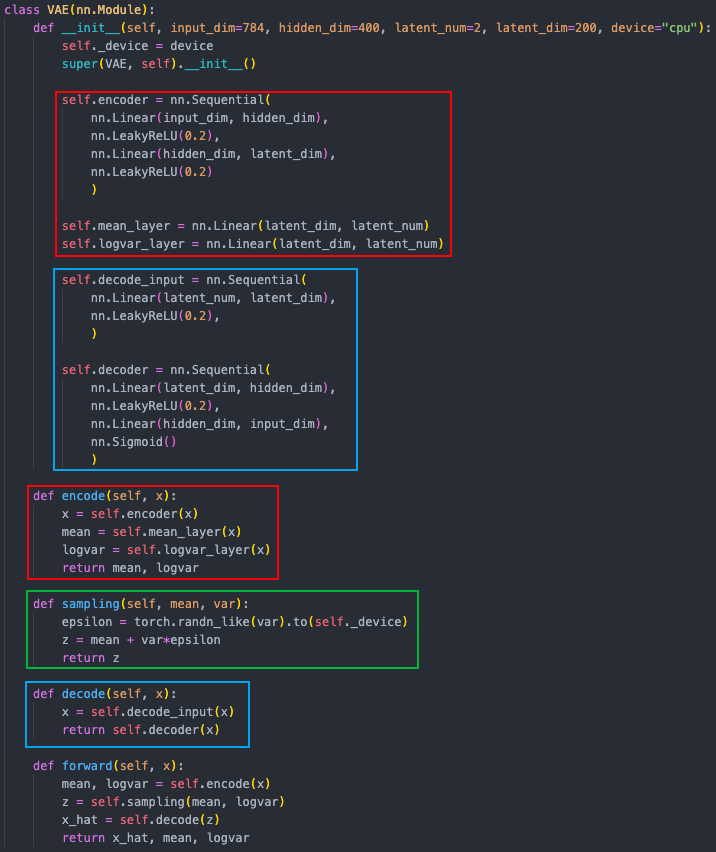 class VAE(nn.Module):
    def __init__(self, input_dim=784, hidden_dim=400, latent_num=2, latent_dim=200, device="cpu"):
        self._device = device
        super(VAE, self).__init__()

        self.encoder = nn.Sequential(
            nn.Linear(input_dim, hidden_dim),
            nn.LeakyReLU(0.2),
            nn.Linear(hidden_dim, latent_dim),
            nn.LeakyReLU(0.2)
            )

        self.mean_layer = nn.Linear(latent_dim, latent_num)
        self.logvar_layer = nn.Linear(latent_dim, latent_num)

        self.decode_input = nn.Sequential(
            nn.Linear(latent_num, latent_dim),
            nn.LeakyReLU(0.2),
            )

        self.decoder = nn.Sequential(
            nn.Linear(latent_dim, hidden_dim),
            nn.LeakyReLU(0.2),
            nn.Linear(hidden_dim, input_dim),
            nn.Sigmoid()
            )

    def encode(self, x):
        x = self.encoder(x)
        mean = self.mean_layer(x)
        logvar = self.logvar_layer(x)
        return mean, logvar

    def sampling(self, mean, var):
        epsilon = torch.randn_like(var).to(self._device)
        z = mean + var*epsilon
        return z

    def decode(self, x):
        x = self.decode_input(x)
        return self.decoder(x)

    def forward(self, x):
        mean, logvar = self.encode(x)
        z = self.sampling(mean, logvar)
        x_hat = self.decode(z)
        return x_hat, mean, logvar